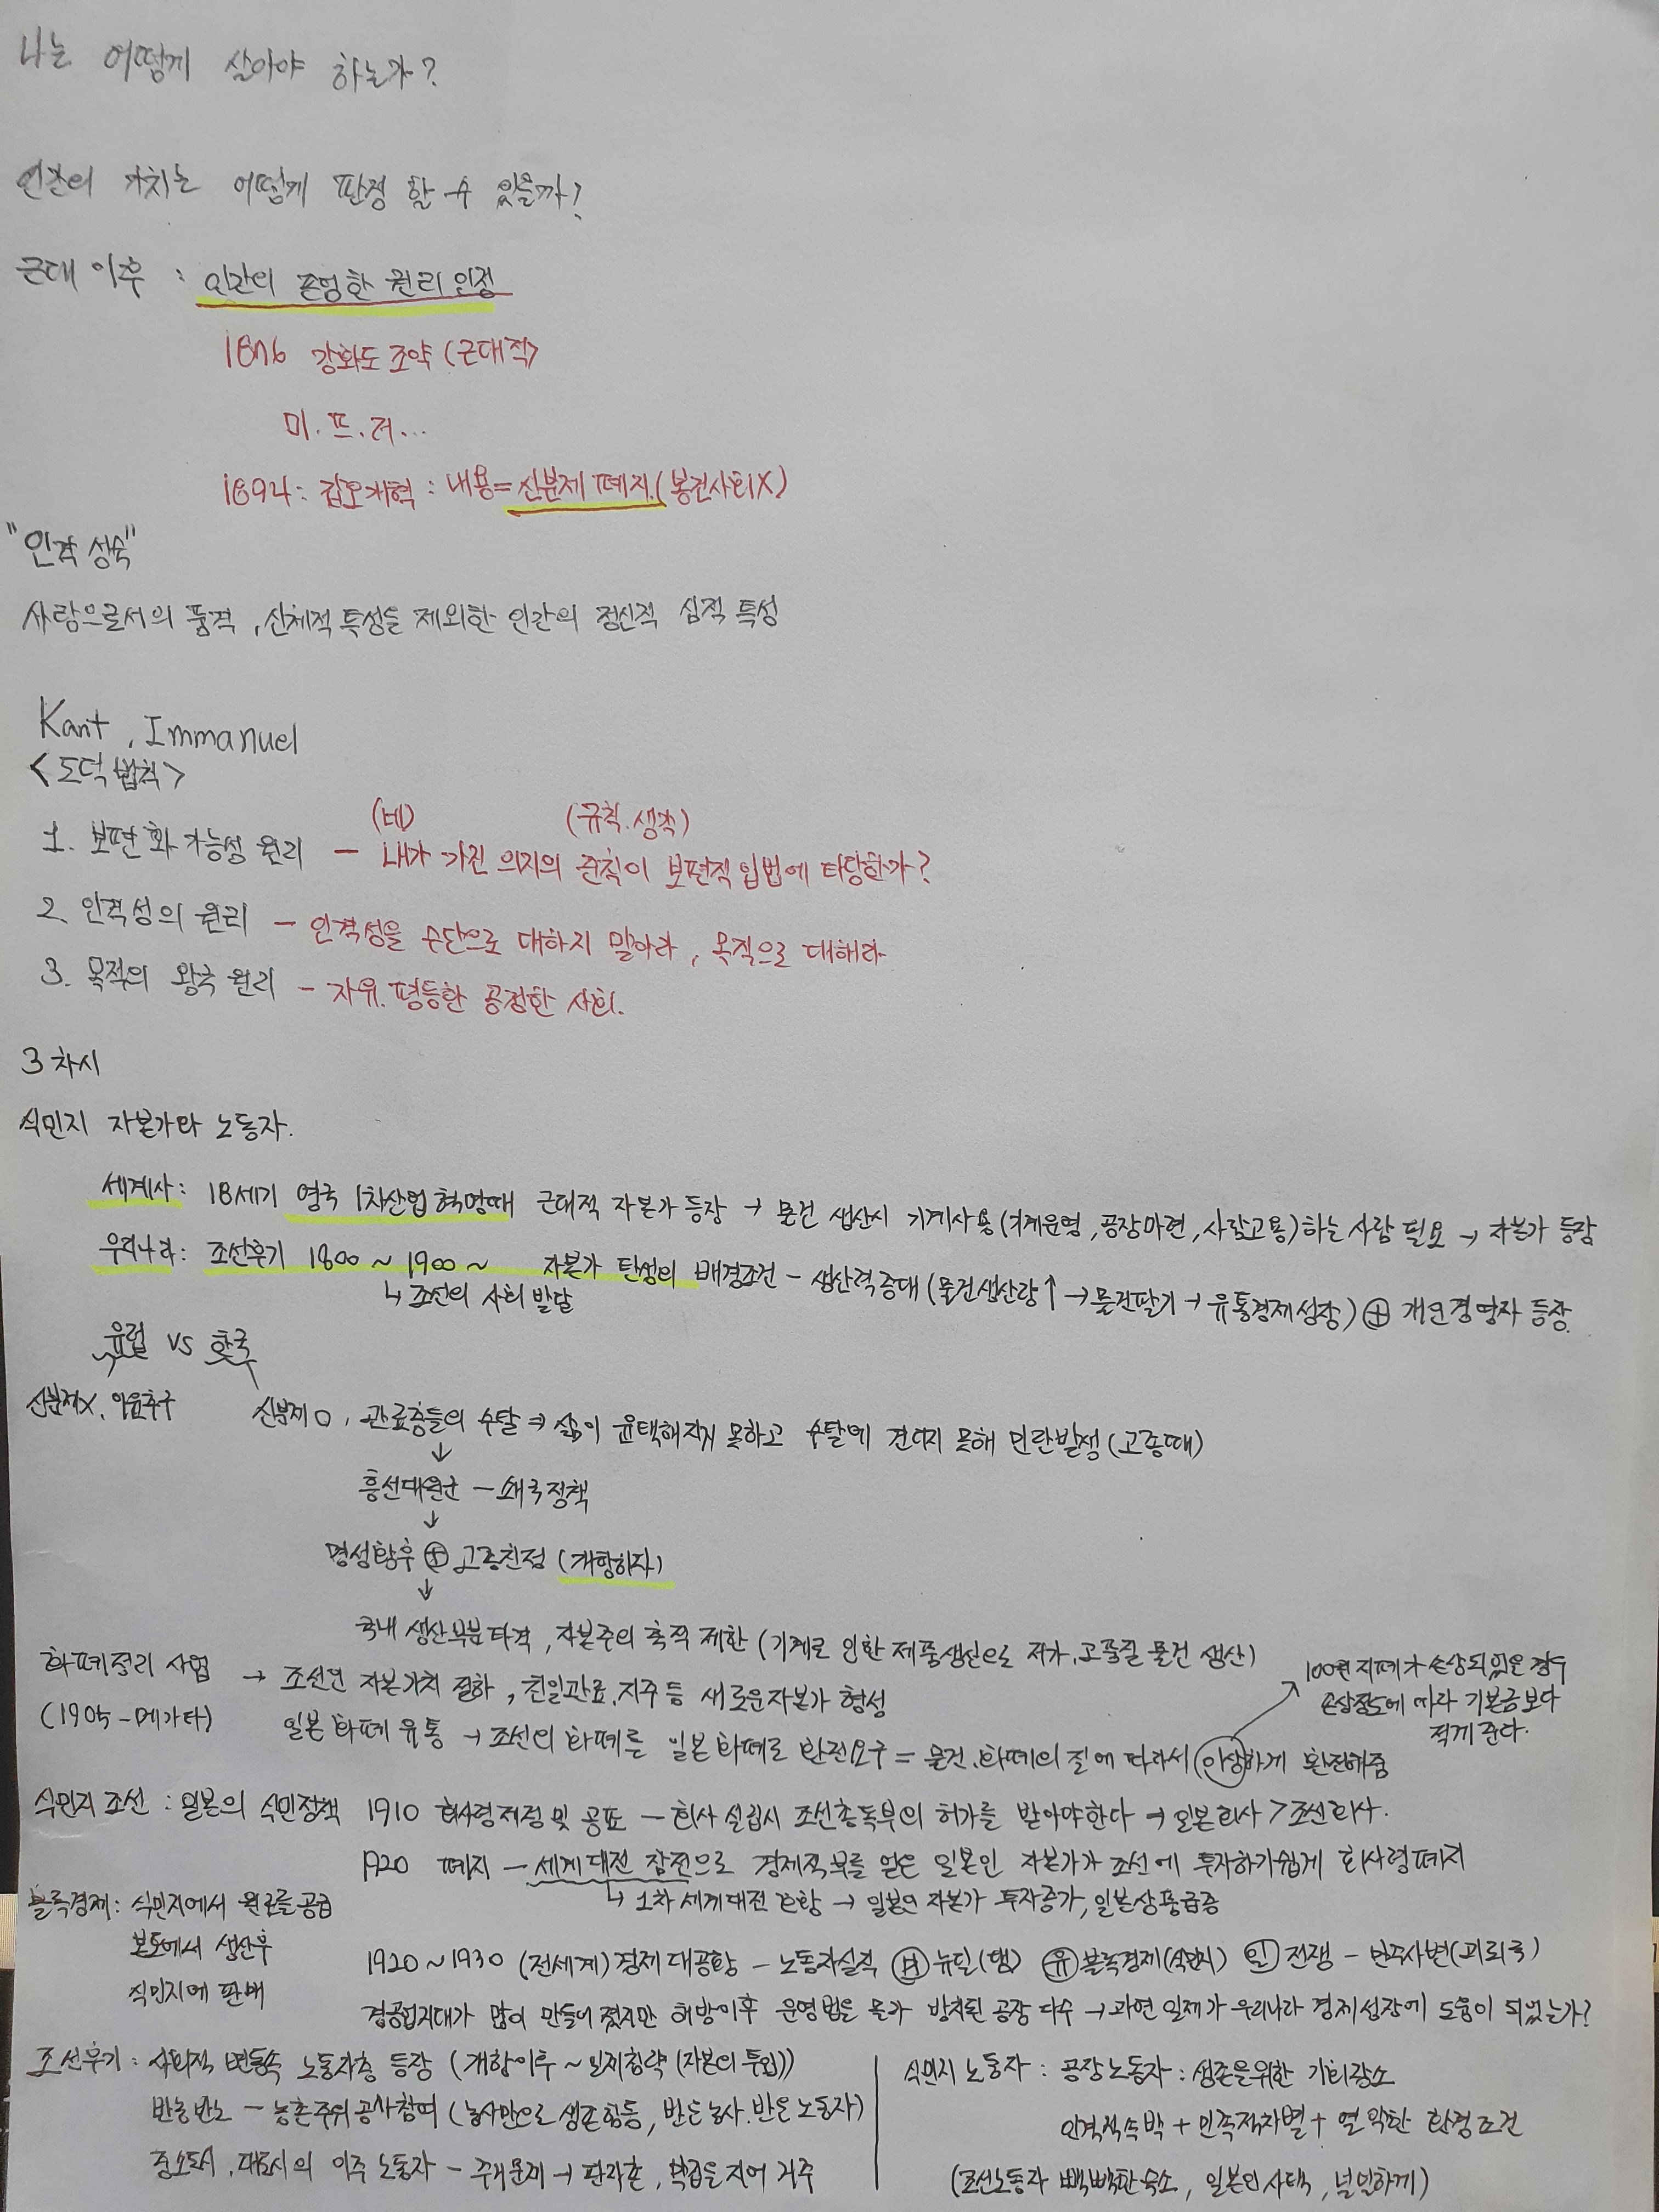 나는 어떻게 살아야 하는가?
인간의 가치는 어떻게 판정 할 수 있을까?
근대 이후 : 인간의 존엄한 권리 인정
1876 강화도 조약 (근대적)
미. 프. 러...
1894: 갑오개혁 : 내용= 신분제 폐지. (봉건사회X)
"인격 성숙"
사람으로서의 품격, 신체적 특성을 제외한 인간의 정신적 심적 특성
Kant, Immanuel
<도덕 법칙>
(네) (규칙.생각)
1. 보편화 가능성 원리 - 내가 가진 의지의 준칙이 보편적 입법에 타당한가?
2. 인격성의 원리 - 인격성을 수단으로 대하지 말아라, 목적으로 대해라
3. 목적의 왕국 원리 - 자유. 평등한 공정한 사회.
3차시
식민지 자본가와 노동자.
세계사: 18세기 영국 1차산업 혁명때 근대적 자본가 등장 → 물건 생산시 기계사용 (기계운영, 공장마련, 사람고용) 하는 사람 필요 → 자본가 등장
우리나라: 조선후기 1800 ~ 1900 ~ 자본가 탄생의 배경조건 - 생산력 증대 (물건생산량↑ → 물건팔기 → 유통경제 성장) ⊕ 개인경영자 등장.
↳ 조선의 사회 발달
유럽 vs 한국
신분제X, 이윤추구 신분제O, 관료층들의 수탈 ⇒ 삶이 윤택해지지 못하고 수탈에 견디지 못해 민란발생 (고종때)
↓
흥선대원군 - 쇄국정책
↓
명성황후 ⊕ 고종친정 (개항하자)
↓
국내 생산부분 타격, 자본주의 축적 제한 (기계로 인한 제품생산으로 저가, 고품질 물건 생산)
화폐정리 사업 → 조선인 자본가치 절하, 친일관료, 지주 등 새로운자본가 형성
(1905 - 메가타) 일본 화폐 유통 → 조선의 화폐를 일본 화폐로 환전요구 = 물건, 화폐의 질에 따라서 이상하게 환전해줌
100원 지폐가 손상되있은 경우
손상정도에 따라 기본금보다
적게 준다.
식민지 조선 : 일본의 식민정책 1910 회사령 제정 및 공포 - 회사 설립시 조선총독부의 허가를 받아야한다 → 일본회사 > 조선회사.
1920 폐지 - 세계대전 참전으로 경제적부를 얻은 일본인 자본가가 조선에 투자하기쉽게 회사령폐지
↳ 1차 세계대전 호황 → 일본인 자본가 투자증가, 일본상품급증
블록경제: 식민지에서 원료를 공급
본토에서 생산후
식민지에 판매
1920 ~ 1930 (전세계) 경제 대공황 - 노동자실직 ㊀미 뉴딜 (댐) 유 블록경제 (식민지) 일 전쟁 - 만주사변 (괴뢰국)
경공업지대가 많이 만들어 졌지만 해방이후 운영법을 몰라 방치된 공장 다수 → 과연 일제가 우리나라 경제성장에 도움이 되었는가?
조선후기 : 사회적 변동속 노동자층 등장 (개항이후 ~ 일제침략 (자본의 투입))
반농반노 - 농촌주위 공사참여 (농사만으로 생존힘듬, 반은농사. 반은 노동자)
중소도시, 대도시의 이주 노동자 - 주거문제 → 판자촌, 학급을 지어 거주
식민지 노동자 : 공장노동자 : 생존을위한 기회장소
인격적속박 + 민족적차별 + 열악한 환경조건
(조선노동자 빽빽한숙소, 일본인사택, 널널하게)